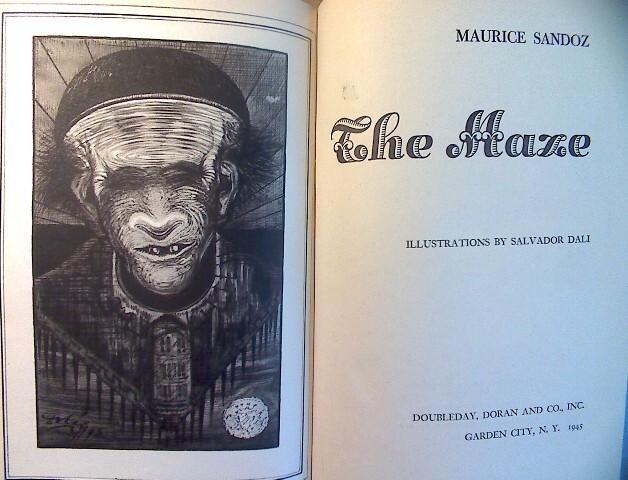 MAURICE SANDOZ
The Maze
ILLUSTRATIONS BY SALVADOR DALI
DOUBLEDAY, DORAN AND CO., INC.
GARDEN CITY, N. Y. 1945